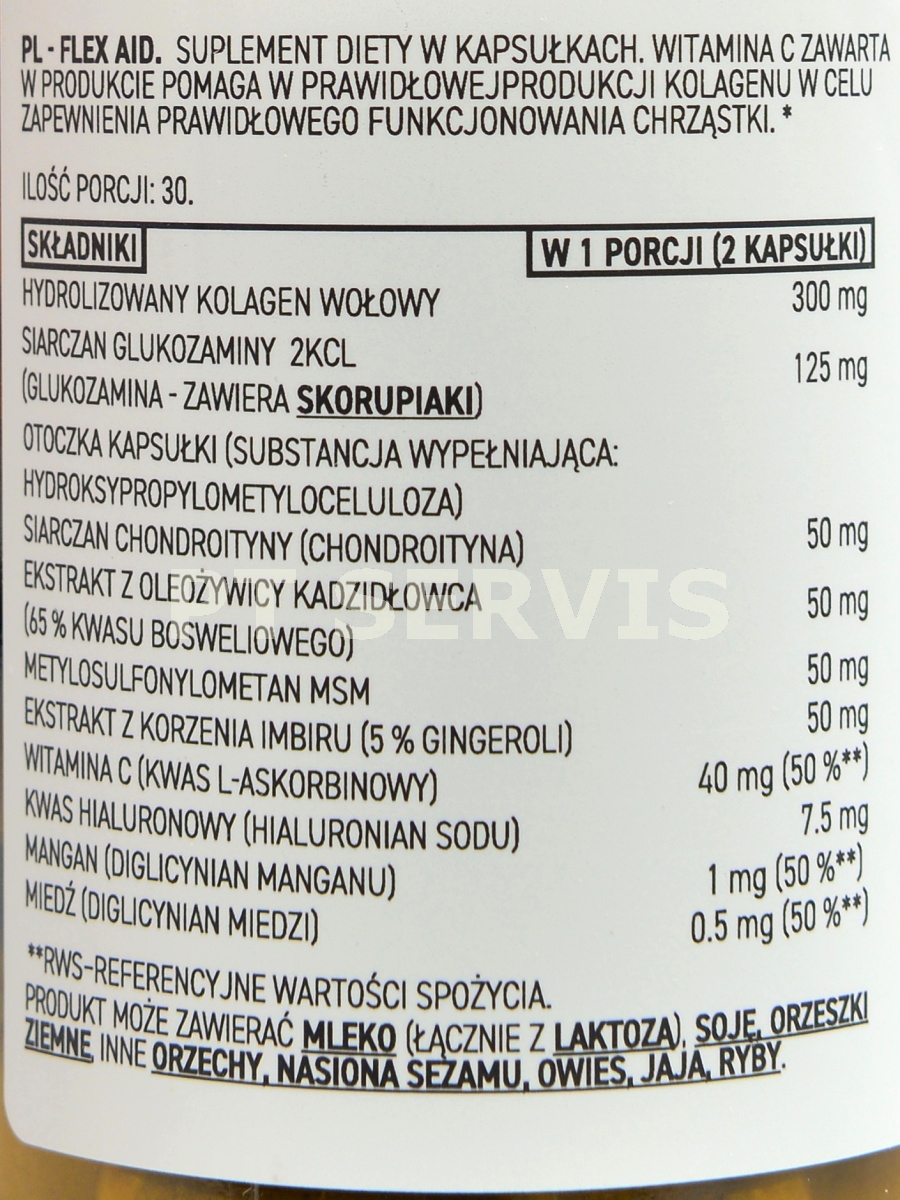 PL - FLEX AID. SUPLEMENT DIETY W KAPSUŁKACH. WITAMINA C ZAWARTA
W PRODUKCIE POMAGA W PRAWIDŁOWEJPRODUKCJI KOLAGENU W CELU
ZAPEWNIENIA PRAWIDŁOWEGO FUNKCJONOWANIA CHRZĄSTKI. *
ILOŚĆ PORCJI: 30.
SKŁADNIKI W 1 PORCJI (2 KAPSUŁKI)
HYDROLIZOWANY KOLAGEN WOŁOWY 300 mg
SIARCZAN GLUKOZAMINY 2KCL
(GLUKOZAMINA - ZAWIERA SKORUPIAKI) 125 mg
OTOCZKA KAPSUŁKI (SUBSTANCJA WYPEŁNIAJĄCA:
HYDROKSYPROPYLOMETYLOCELULOZA)
SIARCZAN CHONDROITYNY (CHONDROITYNA) 50 mg
EKSTRAKT Z OLEOŻYWICY KADZIDŁOWCA 50 mg
PT SERVIS
(65 % KWASU BOSWELIOWEGO)
METYLOSULFONYLOMETAN MSM 50 mg
EKSTRAKT Z KORZENIA IMBIRU (5 % GINGEROLI) 50 mg
WITAMINA C (KWAS L-ASKORBINOWY) 40 mg (50 %**)
KWAS HIALURONOWY (HIALURONIAN SODU) 7.5 mg
MANGAN (DIGLICYNIAN MANGANU) 1 mg (50 %**)
MIEDŹ (DIGLICYNIAN MIEDZI) 0.5 mg (50 %**)
**RWS-REFERENCYJNE WARTOŚCI SPOŻYCIA.
PRODUKT MOŻE ZAWIERAĆ MLEKO (ŁĄCZNIE Z LAKTOZĄ), SOJĘ, ORZESZKI
ZIEMNE, INNE ORZECHY, NASIONA SEZAMU, OWIES, JAJA, RYBY.